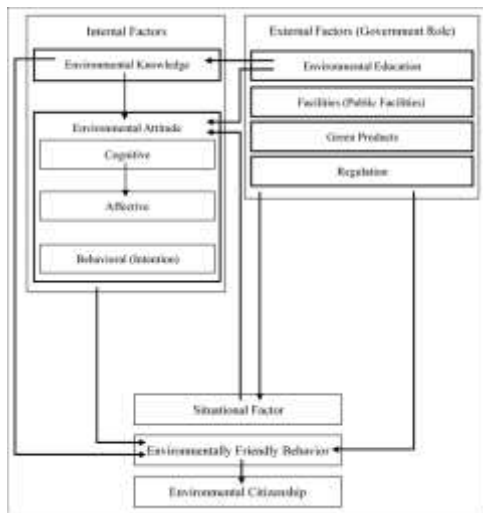 Internal Factors
Environmental Knowledge
Environmental Attitude
Cognitive
Affective
Behavioral (Intention)
External Factors (Government Role)
Environmental Education
Facilities (Public Facilities)
Green Products
Regulation
Situational Factor
Environmentally Friendly Behavior
Environmental Citizenship